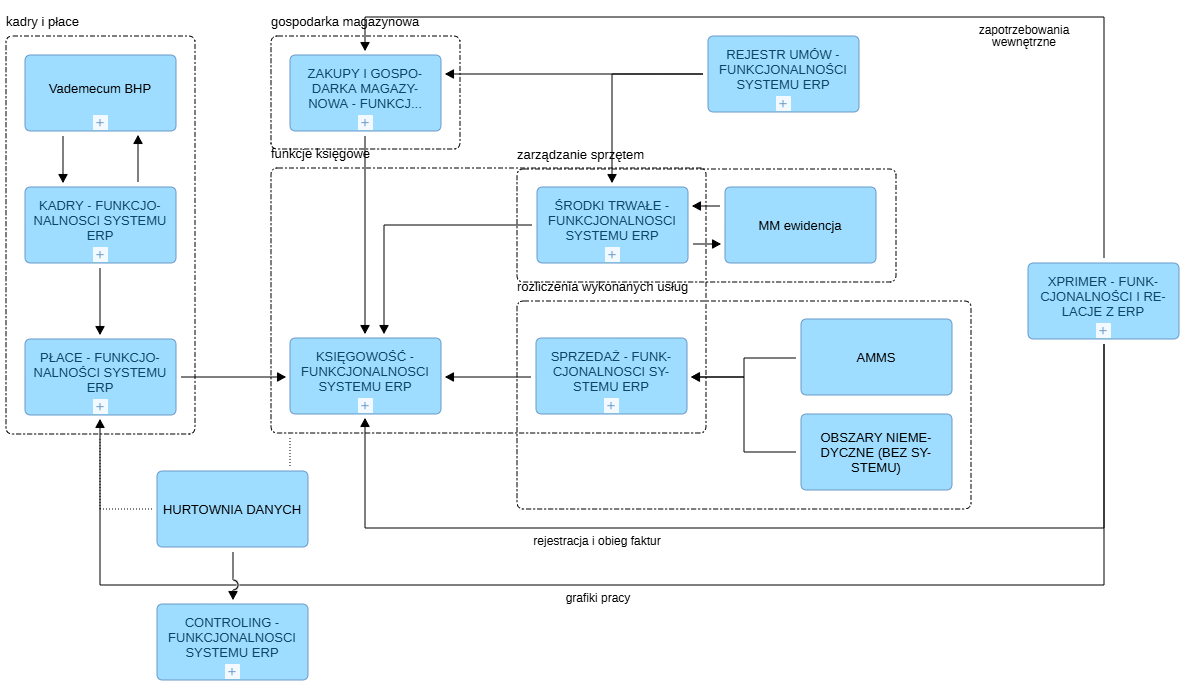 kadry i płace
gospodarka magazynowa
zapotrzebowania
wewnętrzne
REJESTR UMÓW -
FUNKCJONALNOŚCI
SYSTEMU ERP
Vademecum BHP
ZAKUPY I GOSPO-
DARKA MAGAZY-
NOWA - FUNKCJ...
funkcje księgowe
zarządzanie sprzętem
KADRY - FUNKCJO-
NALNOSCI SYSTEMU
ERP
ŚRODKI TRWAŁE -
FUNKCJONALNOSCI
SYSTEMU ERP
MM ewidencja
XPRIMER - FUNK-
CJONALNOŚCI I RE-
LACJE Z ERP
rozliczenia wykonanych usług
PŁACE - FUNKCJO-
NALNOŚCI SYSTEMU
ERP
KSIĘGOWOŚĆ -
FUNKCJONALNOSCI
SYSTEMU ERP
SPRZEDAŻ - FUNK-
CJONALNOSCI SY-
STEMU ERP
AMMS
OBSZARY NIEME-
DYCZNE (BEZ SY-
STEMU)
HURTOWNIA DANYCH
rejestracja i obieg faktur
grafiki pracy
CONTROLING -
FUNKCJONALNOSCI
SYSTEMU ERP